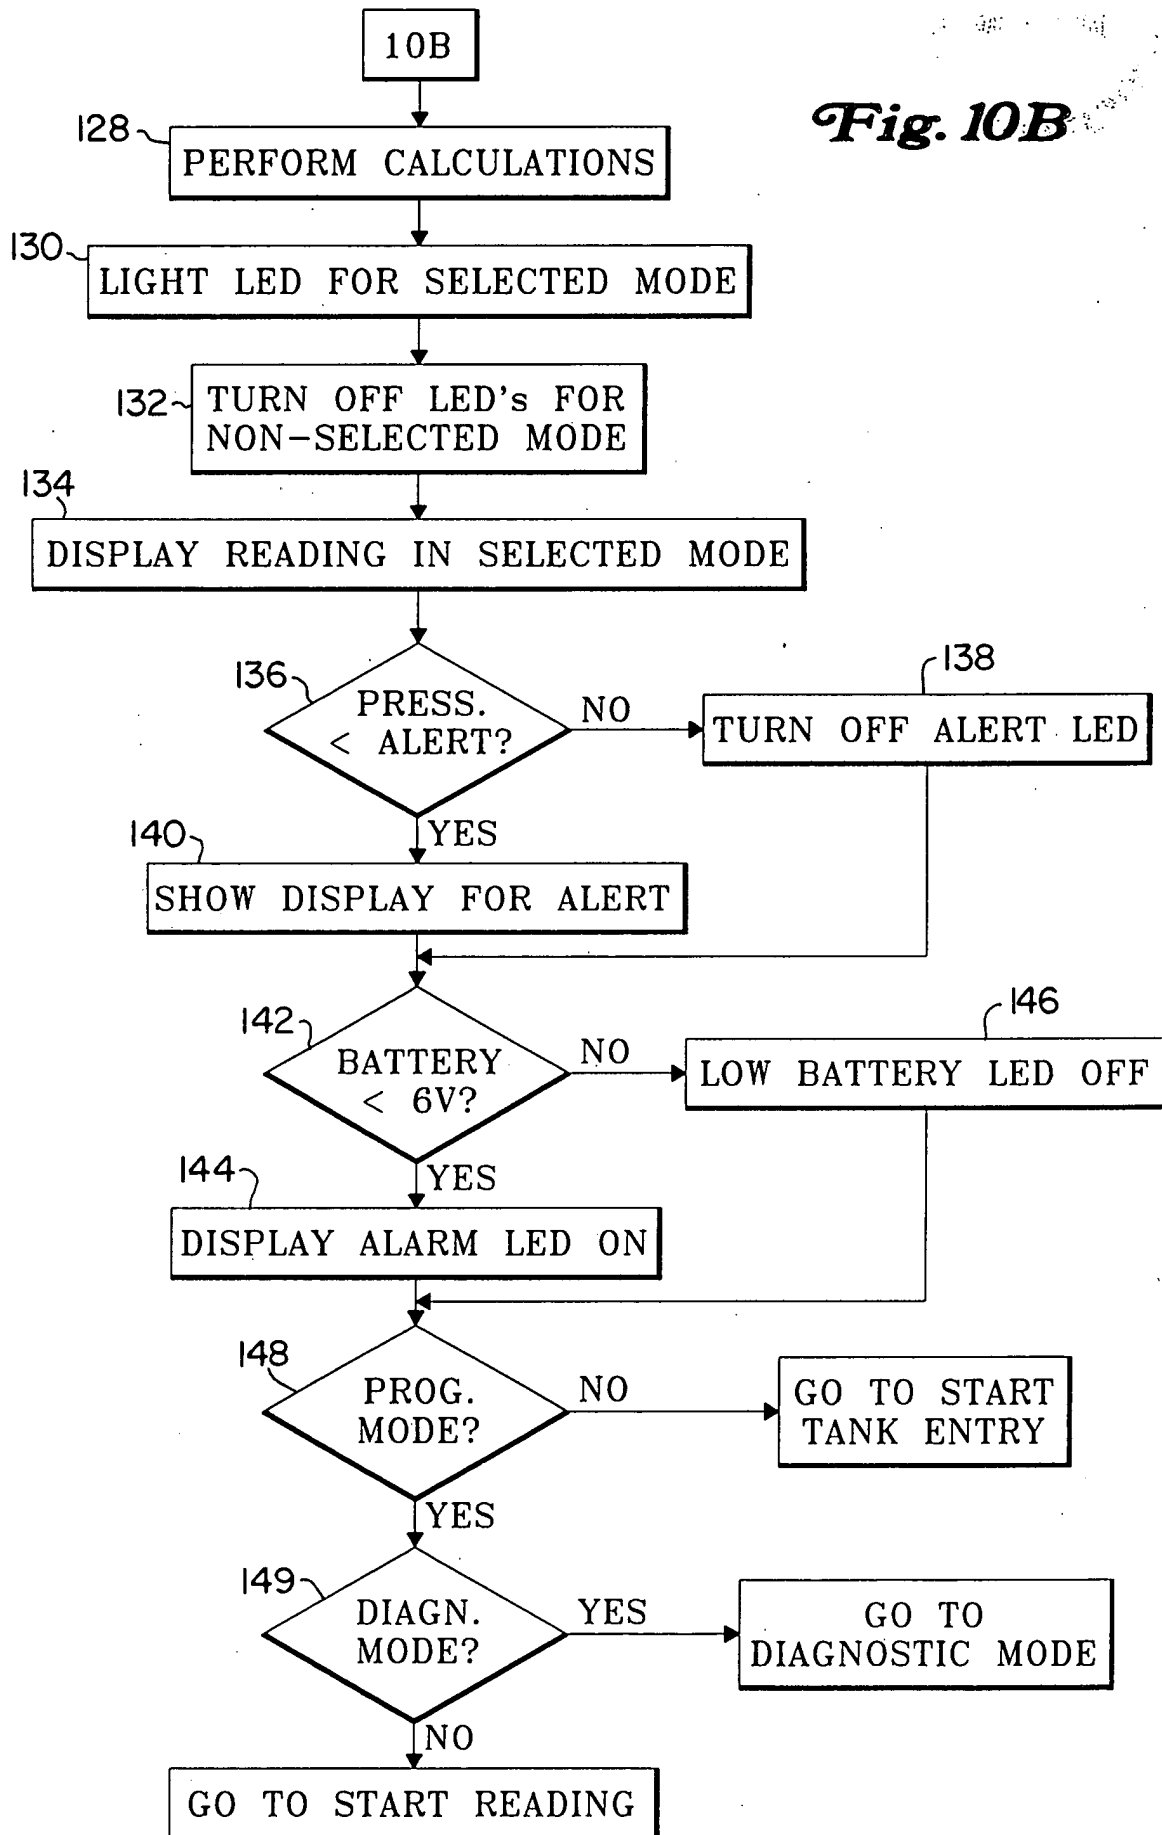 10B
Fig. 10B
128
PERFORM CALCULATIONS
130
LIGHT LED FOR SELECTED MODE
132
TURN OFF LED's FOR
NON-SELECTED MODE
134
DISPLAY READING IN SELECTED MODE
136
PRESS.
< ALERT?
NO
138
TURN OFF ALERT LED
YES
140
SHOW DISPLAY FOR ALERT
142
BATTERY
< 6V?
NO
146
LOW BATTERY LED OFF
YES
144
DISPLAY ALARM LED ON
148
PROG.
MODE?
NO
GO TO START
TANK ENTRY
YES
149
DIAGN.
MODE?
YES
GO TO
DIAGNOSTIC MODE
NO
GO TO START READING